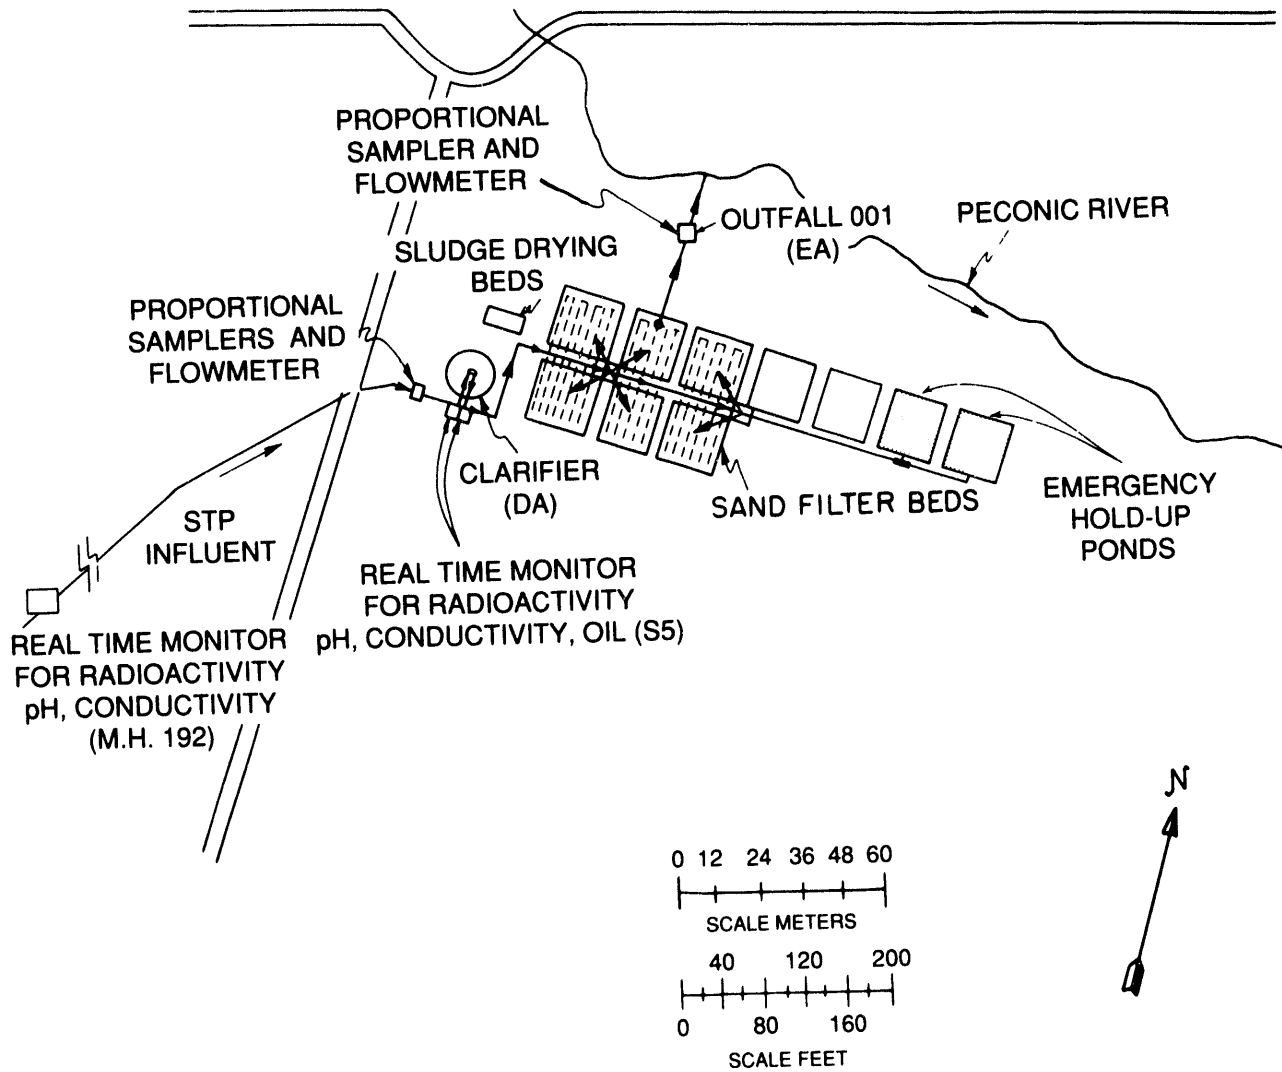 PROPORTIONAL
SAMPLER AND
FLOWMETER
OUTFALL 001
(EA)
PECONIC RIVER
SLUDGE DRYING
BEDS
PROPORTIONAL
SAMPLERS AND
FLOWMETER
CLARIFIER
(DA)
SAND FILTER BEDS
EMERGENCY
HOLD-UP
PONDS
STP
INFLUENT
REAL TIME MONITOR
FOR RADIOACTIVITY
pH, CONDUCTIVITY, OIL (S5)
REAL TIME MONITOR
FOR RADIOACTIVITY
pH, CONDUCTIVITY
(M.H. 192)
N
0 12 24 36 48 60
SCALE METERS
40 120 200
0 80 160
SCALE FEET